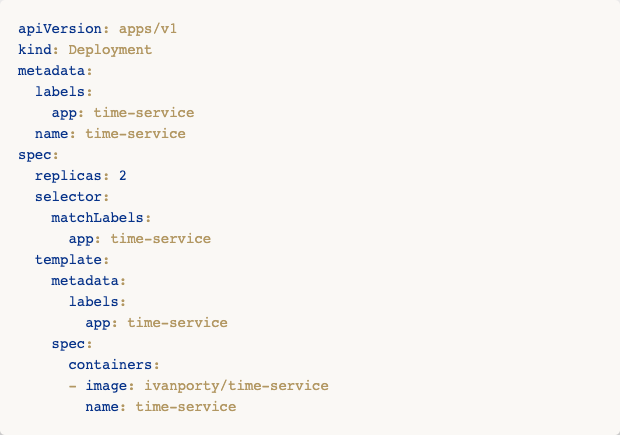 apiVersion: apps/v1
kind: Deployment
metadata:
  labels:
    app: time-service
  name: time-service
spec:
  replicas: 2
  selector:
    matchLabels:
      app: time-service
  template:
    metadata:
      labels:
        app: time-service
    spec:
      containers:
      - image: ivanporty/time-service
        name: time-service